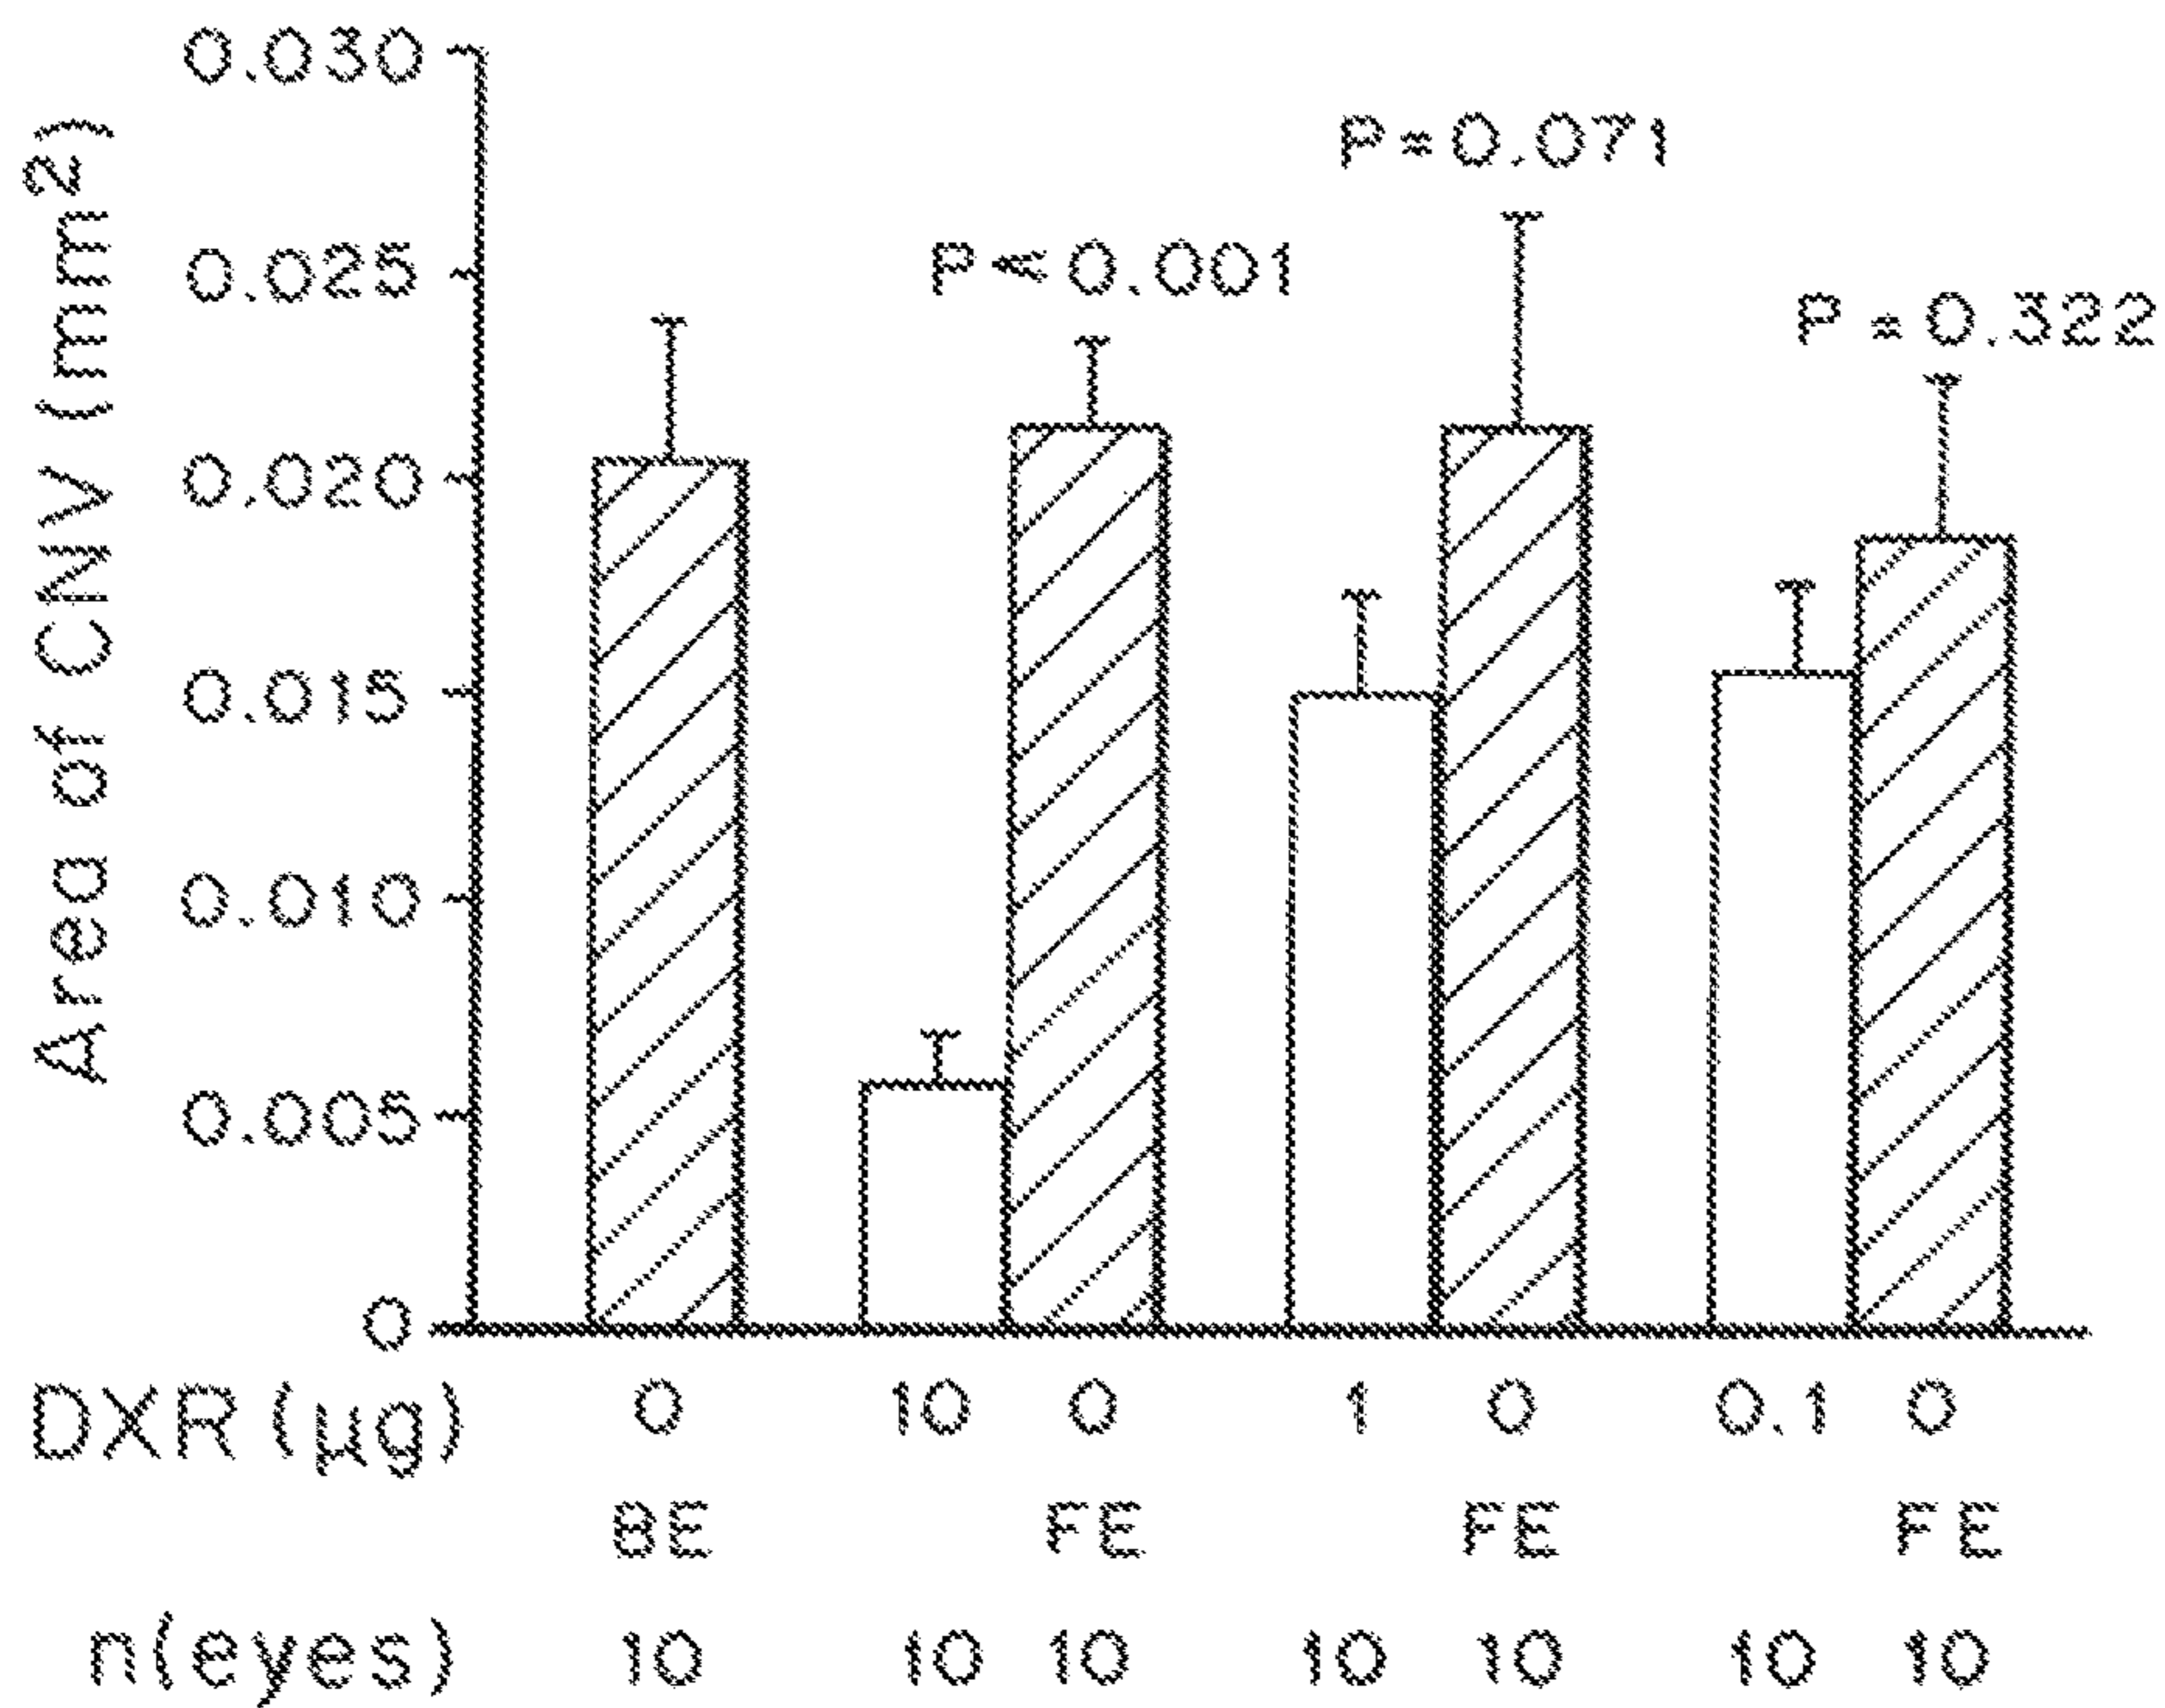 0.030
P=0.071
P<0.001
0.025
P=0.322
0.020
0.015
0.010
0.005
0
Area of CNV (mm²)
DXR (µg) 0 10 0 1 0 0.1 0
BE FE FE FE
n(eyes) 10 10 10 10 10 10 10